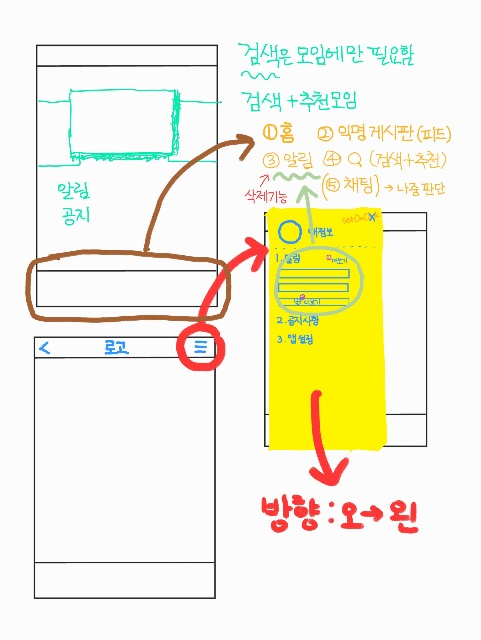 검색은 모임에만 필요함
검색 + 추천모임
① 홈 ② 익명게시판 (피드)
③ 알림 ④ (검색+추천)
삭제기능
(⑤ 채팅) → 나중 판단
알림
공지
내정보
X
1. 알림
2. 공지사항
3. 앱 설정
< 로고 ☰
방향 : 오→왼